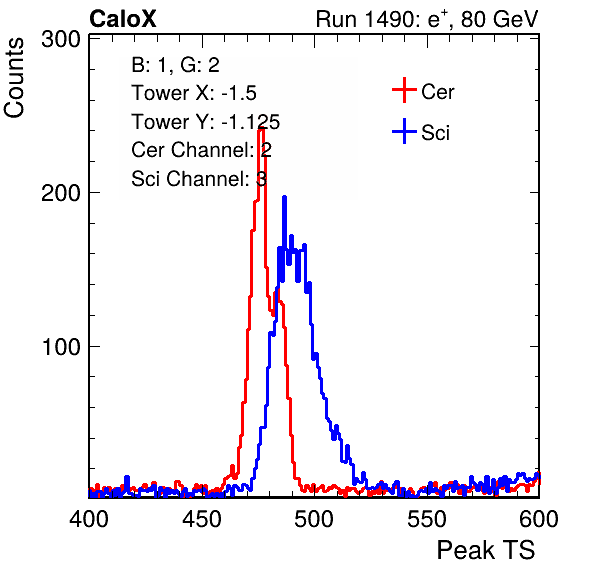 CaloX Run 1490: e+, 80 GeV
Counts
300
200
100
B: 1, G: 2
Tower X: -1.5
Tower Y: -1.125
Cer Channel: 2
Sci Channel: 3
Cer
Sci
400 450 500 550 600
Peak TS